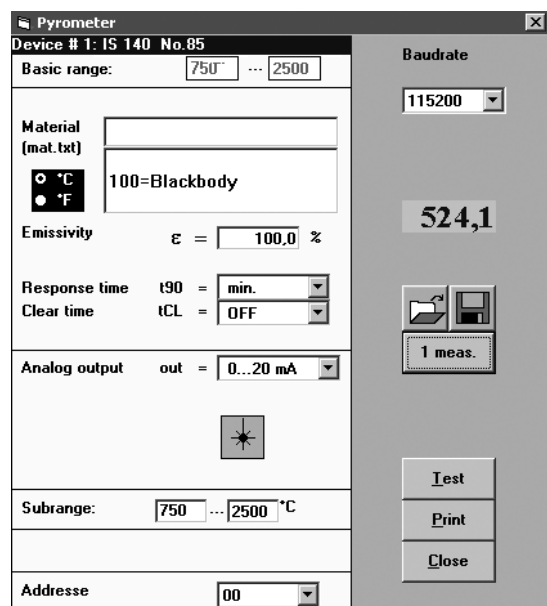 Pyrometer
Device # 1: IS 140 No.85
Basic range: 750 ... 2500
Material
(mat.txt)
°C
°F
100=Blackbody
Emissivity ε = 100,0 %
Response time t90 = min.
Clear time tCL = OFF
Analog output out = 0...20 mA
Subrange: 750 ... 2500 °C
Addresse 00
Baudrate
115200
524,1
1 meas.
Test
Print
Close